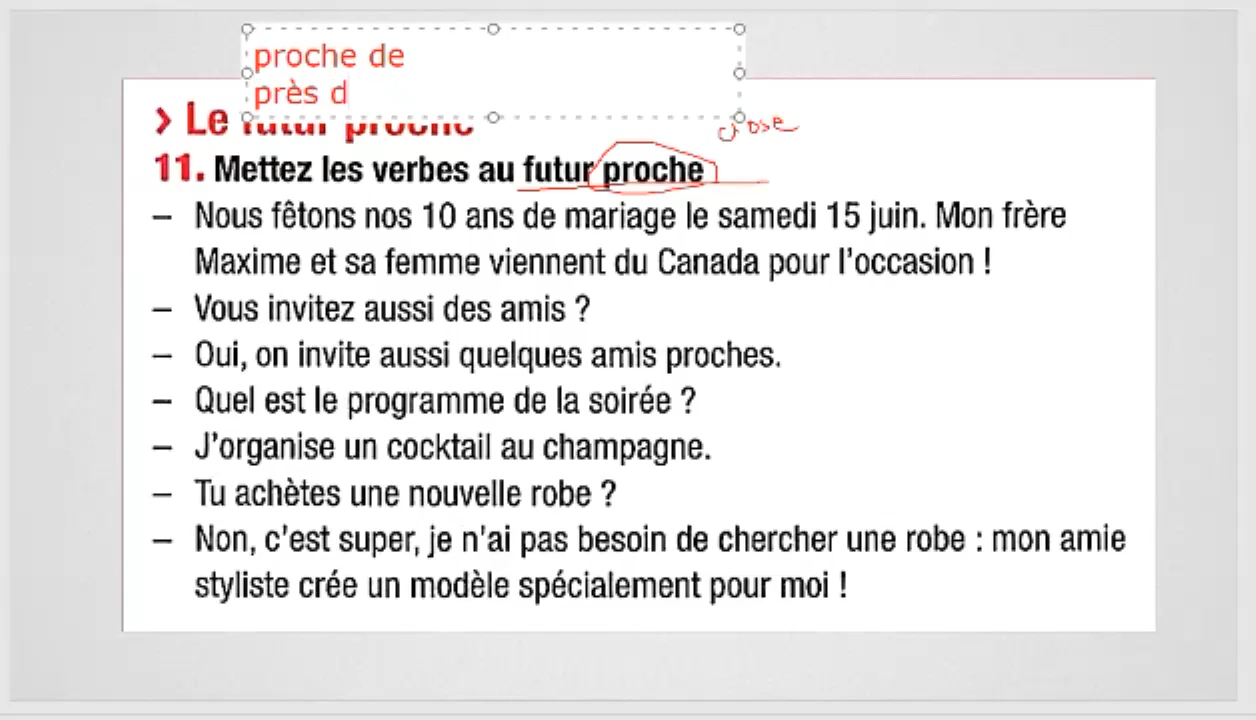 proche de
près d
> Le futur proche
close
11. Mettez les verbes au futur proche
– Nous fêtons nos 10 ans de mariage le samedi 15 juin. Mon frère
Maxime et sa femme viennent du Canada pour l'occasion !
– Vous invitez aussi des amis ?
– Oui, on invite aussi quelques amis proches.
– Quel est le programme de la soirée ?
– J'organise un cocktail au champagne.
– Tu achètes une nouvelle robe ?
– Non, c'est super, je n'ai pas besoin de chercher une robe : mon amie
styliste crée un modèle spécialement pour moi !